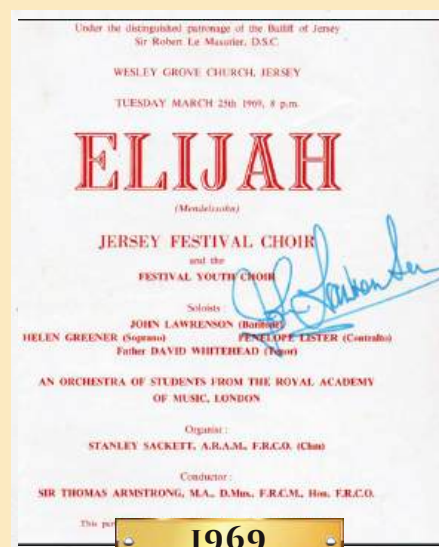 Under the distinguished patronage of the Bailiff of Jersey
Sir Robert Le Masurier, D.S.C.
WESLEY GROVE CHURCH, JERSEY
TUESDAY MARCH 25th 1969, 8 p.m.
ELIJAH
(Mendelssohn)
JERSEY FESTIVAL CHOIR
and the
FESTIVAL YOUTH CHOIR
Soloists :
JOHN LAWRENSON (Baritone)
HELEN GREENER (Soprano) PENELOPE LISTER (Contralto)
Father DAVID WHITEHEAD (Tenor)
AN ORCHESTRA OF STUDENTS FROM THE ROYAL ACADEMY
OF MUSIC, LONDON
Organist :
STANLEY SACKETT, A.R.A.M., F.R.C.O. (Chm)
Conductor :
SIR THOMAS ARMSTRONG, M.A., D.Mus., F.R.C.M., Hon. F.R.C.O.
This
1969